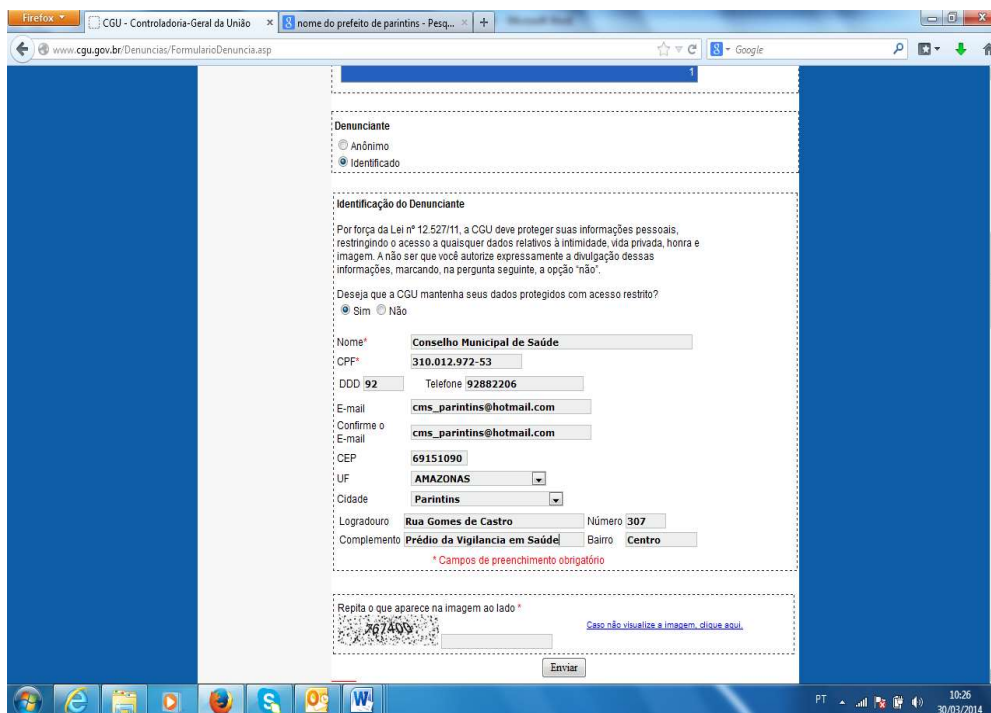 Firefox
CGU - Controladoria-Geral da União × nome do prefeito de parintins - Pesq... × +
www.cgu.gov.br/Denuncias/FormularioDenuncia.asp
Google
1
Denunciante
Anônimo
Identificado
Identificação do Denunciante
Por força da Lei nº 12.527/11, a CGU deve proteger suas informações pessoais,
restringindo o acesso a quaisquer dados relativos à intimidade, vida privada, honra e
imagem. A não ser que você autorize expressamente a divulgação dessas
informações, marcando, na pergunta seguinte, a opção "não".
Deseja que a CGU mantenha seus dados protegidos com acesso restrito?
Sim Não
Nome* Conselho Municipal de Saúde
CPF* 310.012.972-53
DDD 92 Telefone 92882206
E-mail cms_parintins@hotmail.com
Confirme o
E-mail cms_parintins@hotmail.com
CEP 69151090
UF AMAZONAS
Cidade Parintins
Logradouro Rua Gomes de Castro Número 307
Complemento Prédio da Vigilancia em Saúde Bairro Centro
* Campos de preenchimento obrigatório
Repita o que aparece na imagem ao lado *
767400
Caso não visualize a imagem, clique aqui.
Enviar
PT 10:26
30/03/2014